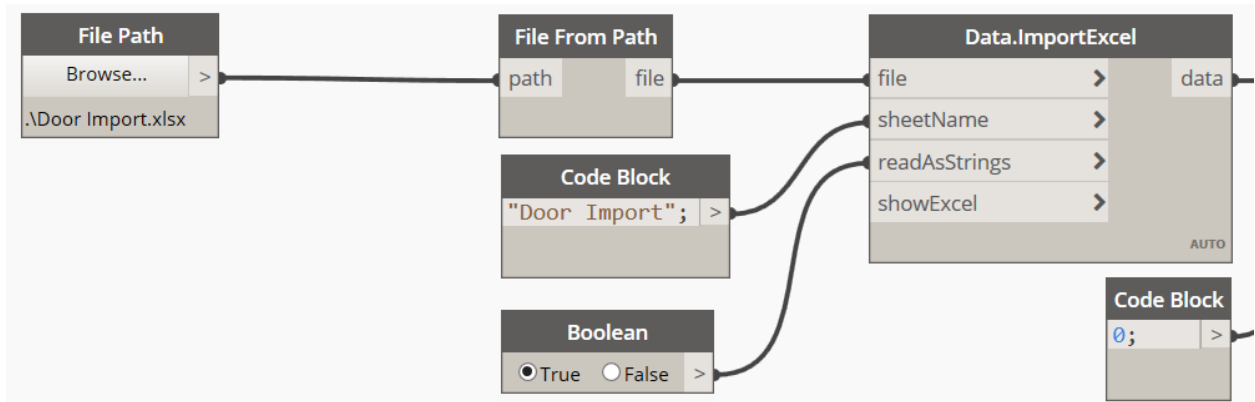 File Path
Browse... >
.\Door Import.xlsx
File From Path
path file
Data.ImportExcel
file data
sheetName
readAsStrings
showExcel
AUTO
Code Block
"Door Import"; >
Boolean
True False >
Code Block
0; >